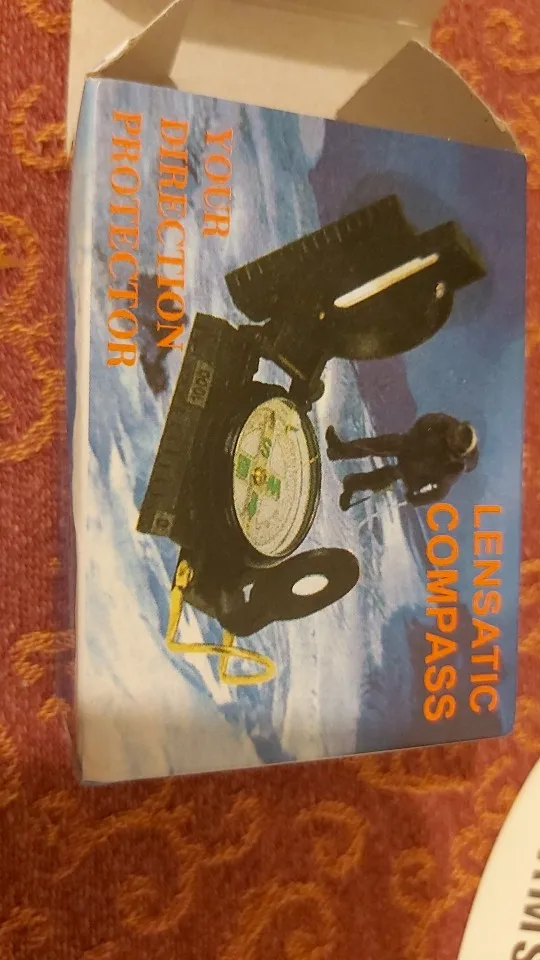 LENSATIC
COMPASS
YOUR
DIRECTION
PROTECTOR